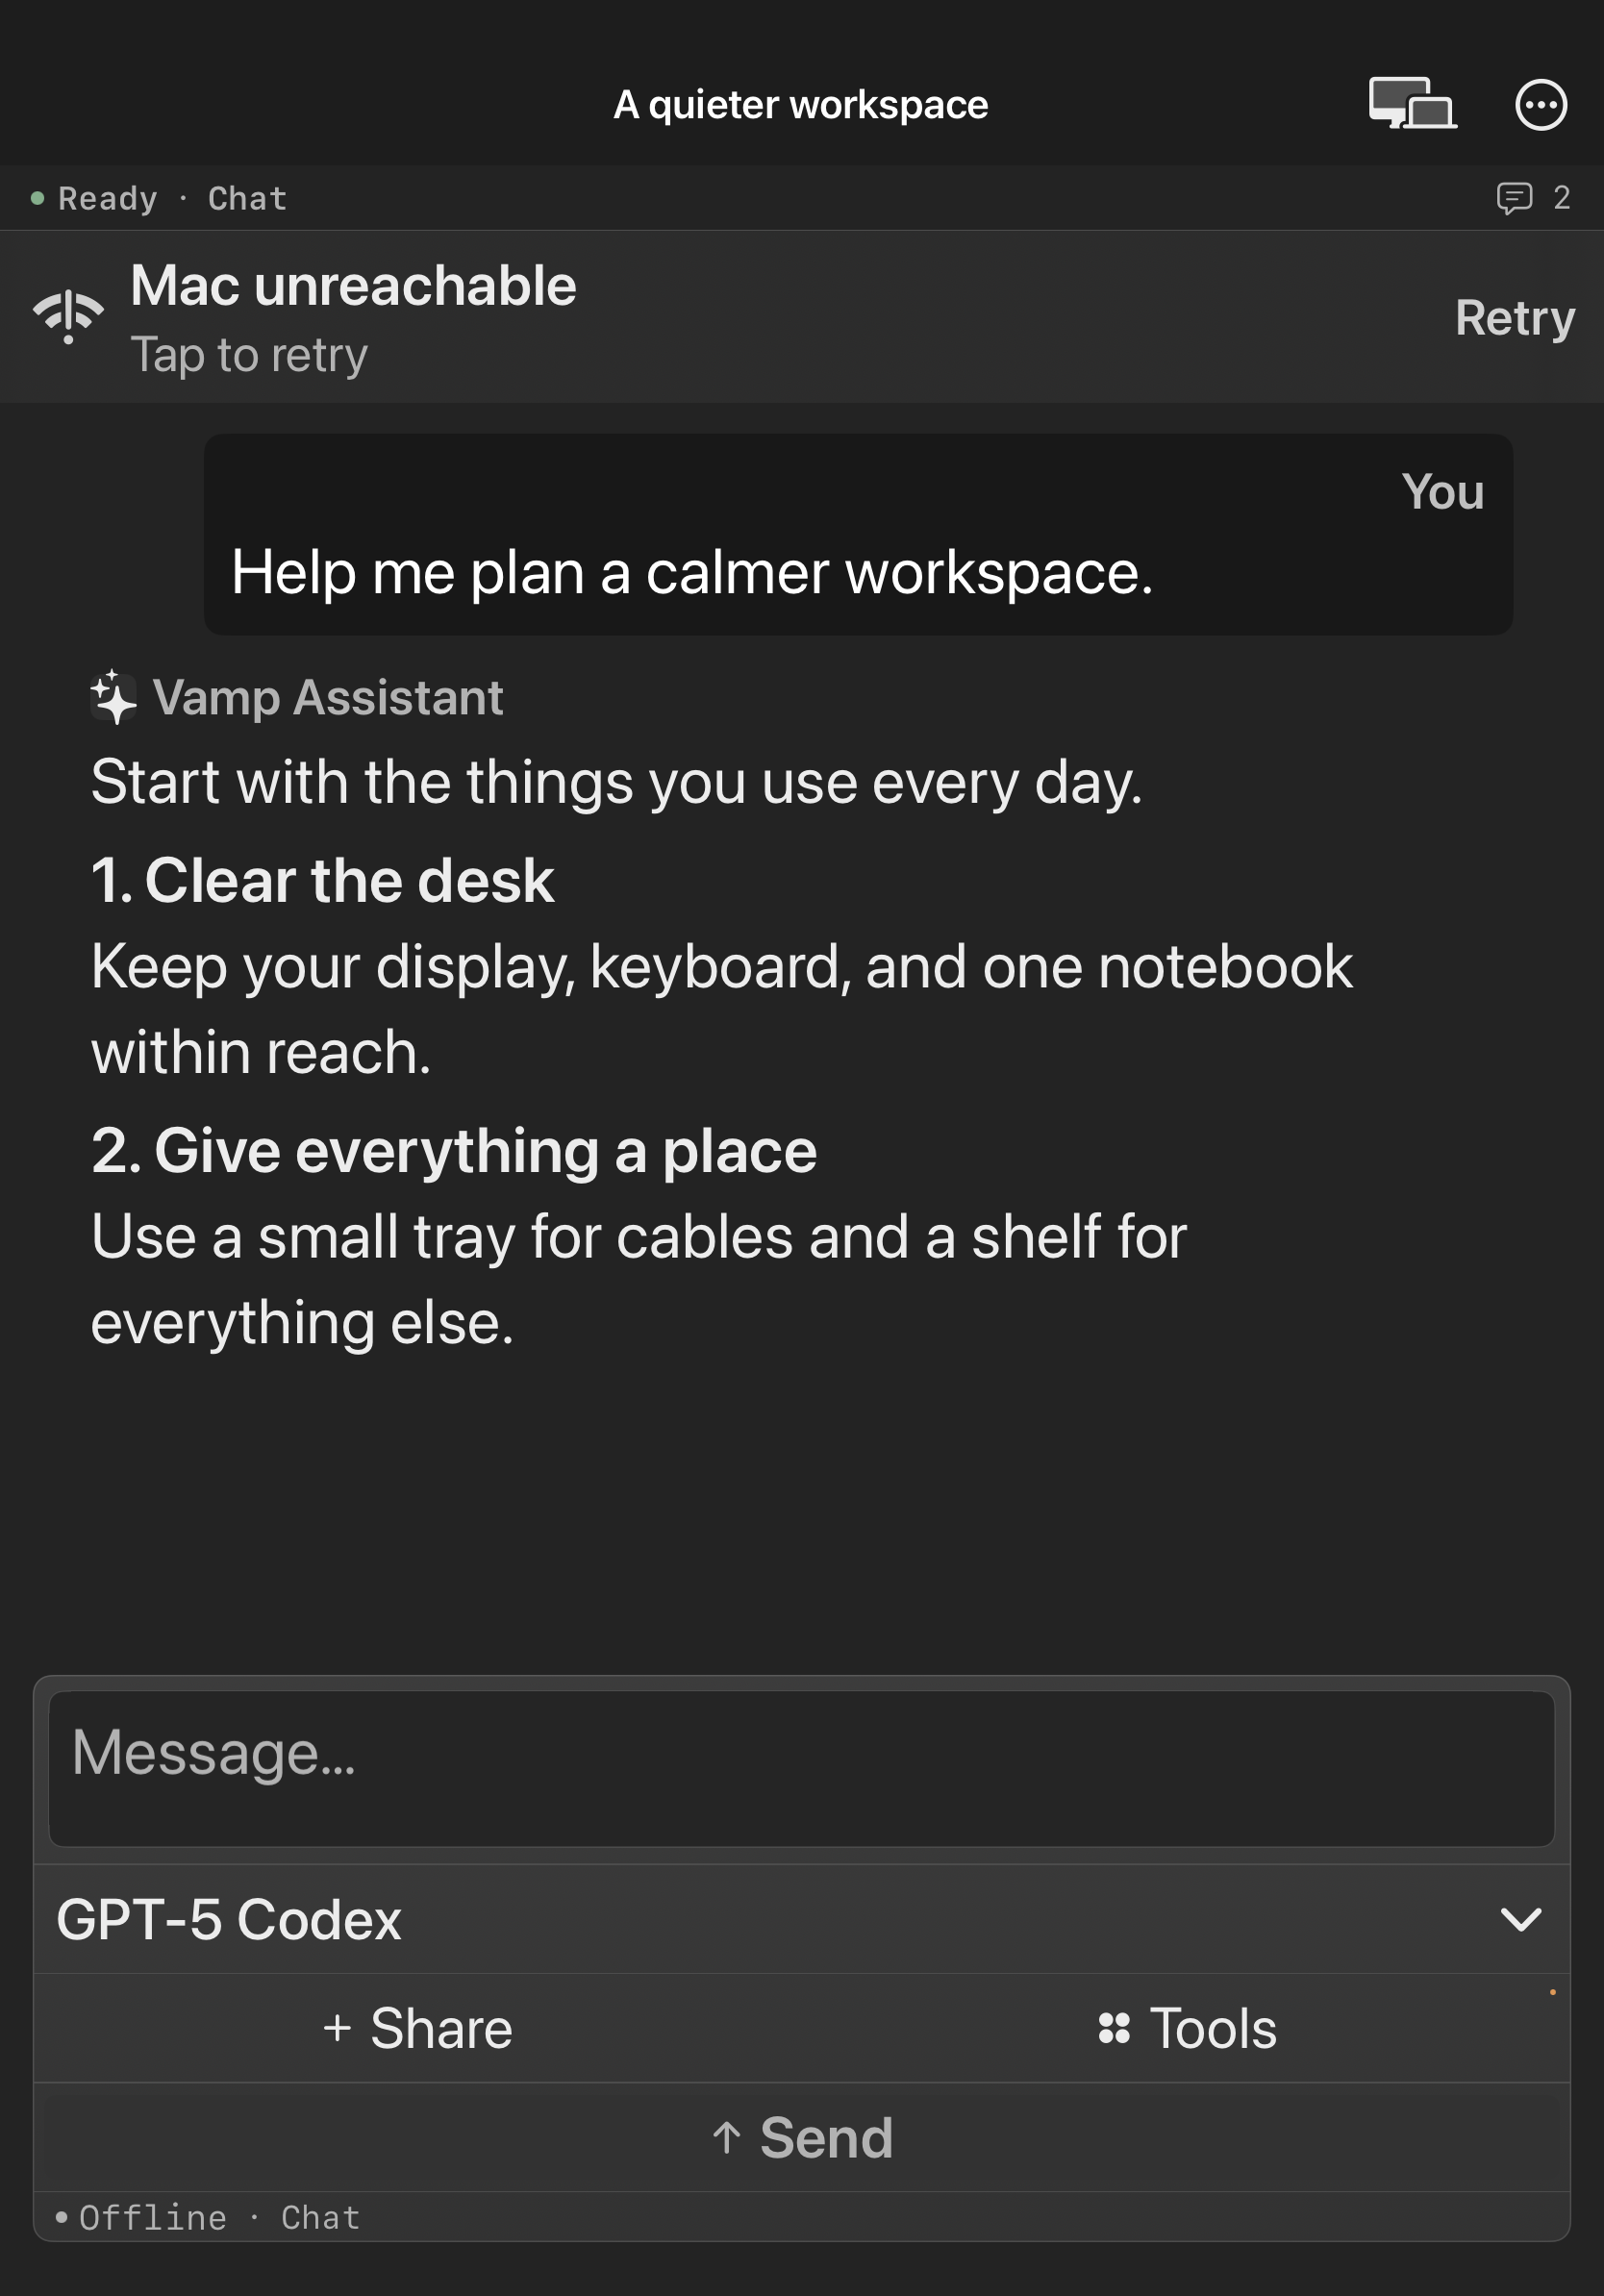 A quieter workspace
Ready · Chat
2
Mac unreachable
Tap to retry
Retry
You
Help me plan a calmer workspace.
Vamp Assistant
Start with the things you use every day.
1. Clear the desk
Keep your display, keyboard, and one notebook
within reach.
2. Give everything a place
Use a small tray for cables and a shelf for
everything else.
Message...
GPT-5 Codex
+ Share
Tools
↑ Send
Offline · Chat